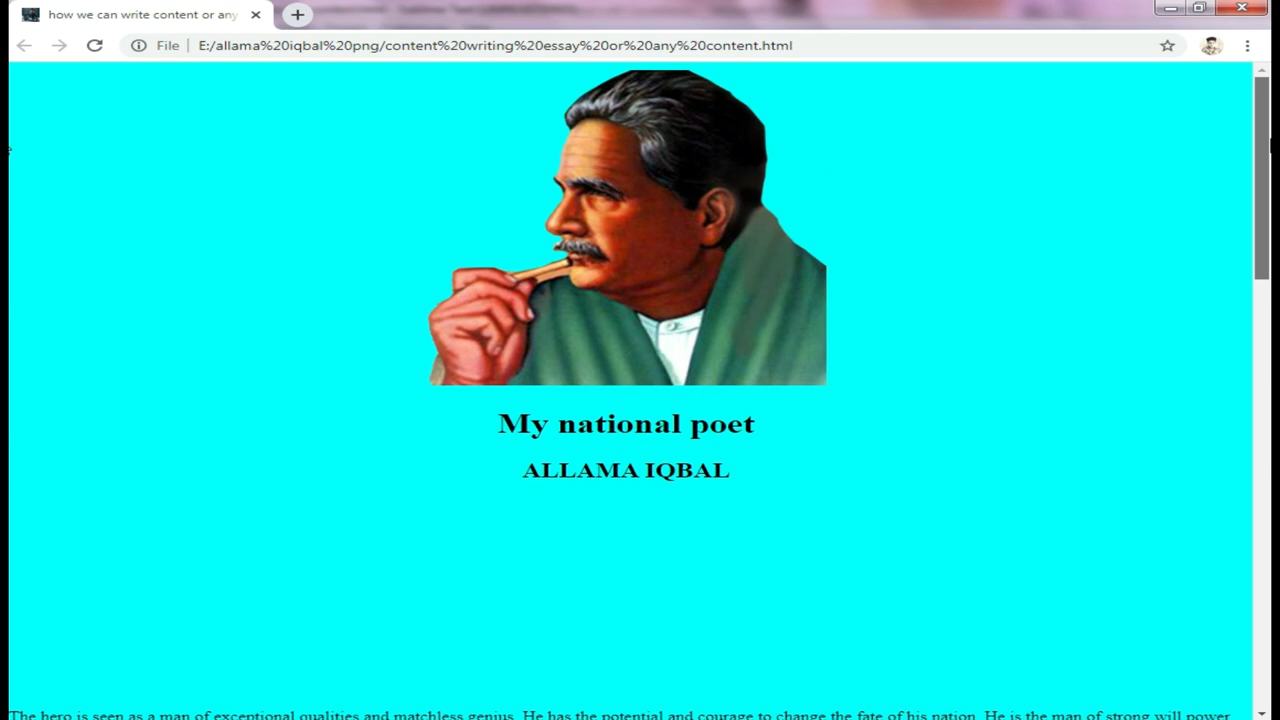 how we can write content or any
File
E:/allama%20iqbal%20png/content%20writing%20essay%20or%20any%20content.html
My national poet
ALLAMA IQBAL
The hero is seen as a man of exceptional qualities and matchless genius. He has the potential and courage to change the fate of his nation. He is the man of strong will power